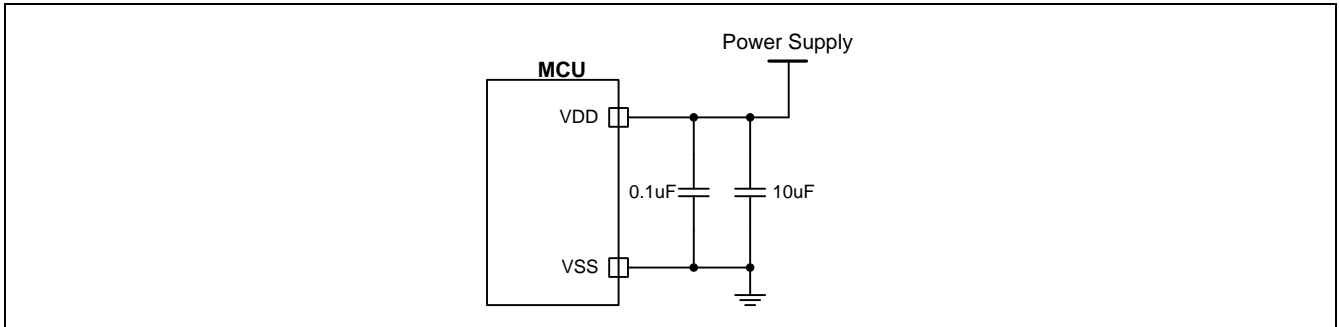 Power Supply
MCU
VDD
0.1uF
10uF
VSS